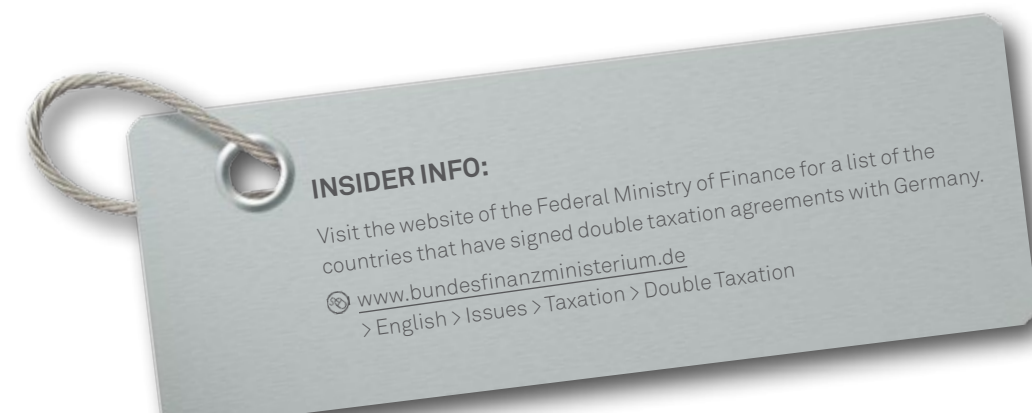 INSIDER INFO:
Visit the website of the Federal Ministry of Finance for a list of the
countries that have signed double taxation agreements with Germany.
www.bundesfinanzministerium.de
> English > Issues > Taxation > Double Taxation